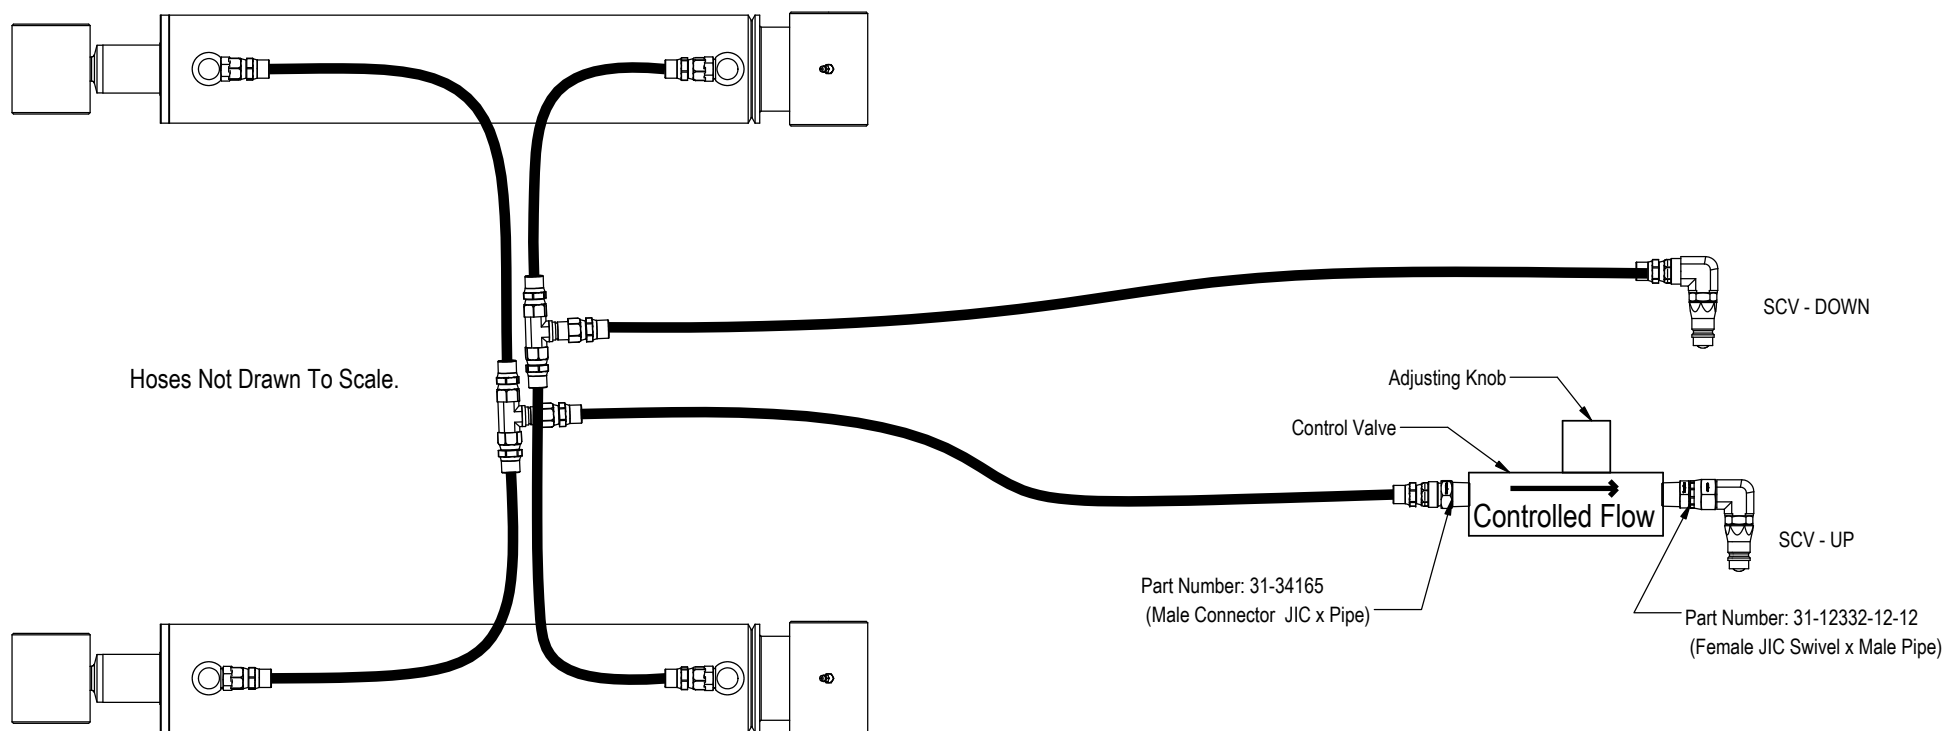 SCV - DOWN
Hoses Not Drawn To Scale.
Adjusting Knob
Control Valve
Controlled Flow
SCV - UP
Part Number: 31-34165
(Male Connector JIC x Pipe)
Part Number: 31-12332-12-12
(Female JIC Swivel x Male Pipe)